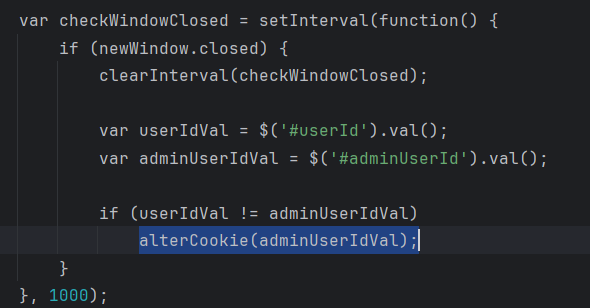 var checkWindowClosed = setInterval(function() {
if (newWindow.closed) {
clearInterval(checkWindowClosed);
var userIdVal = $('#userId').val();
var adminUserIdVal = $('#adminUserId').val();
if (userIdVal != adminUserIdVal)
alterCookie(adminUserIdVal);
}
}, 1000);